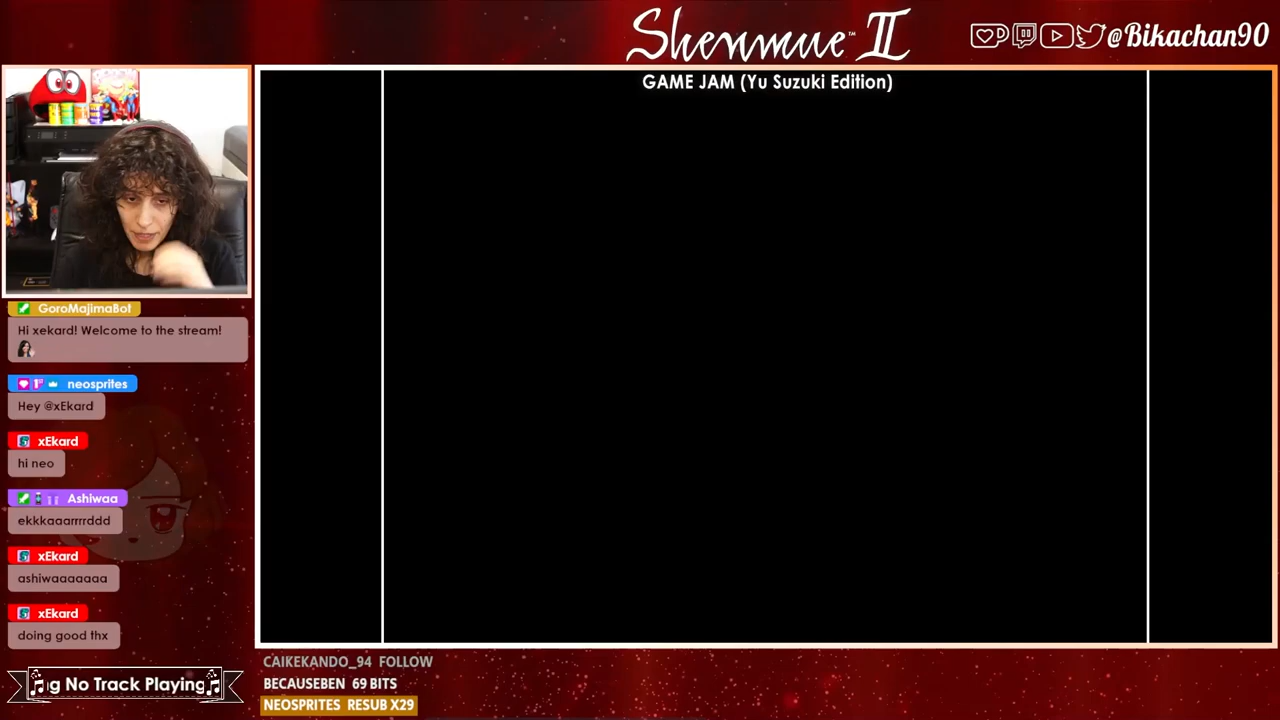 Shenmue™ II
@Bikachan90
GAME JAM (Yu Suzuki Edition)
GoroMajimaBot
Hi xekard! Welcome to the stream!
neosprites
Hey @xEkard
xEkard
hi neo
Ashiwaa
ekkkaaarrrrddd
xEkard
ashiwaaaaaaa
xEkard
doing good thx
g No Track Playing
CAIKEKANDO_94 FOLLOW
BECAUSEBEN 69 BITS
NEOSPRITES RESUB X29